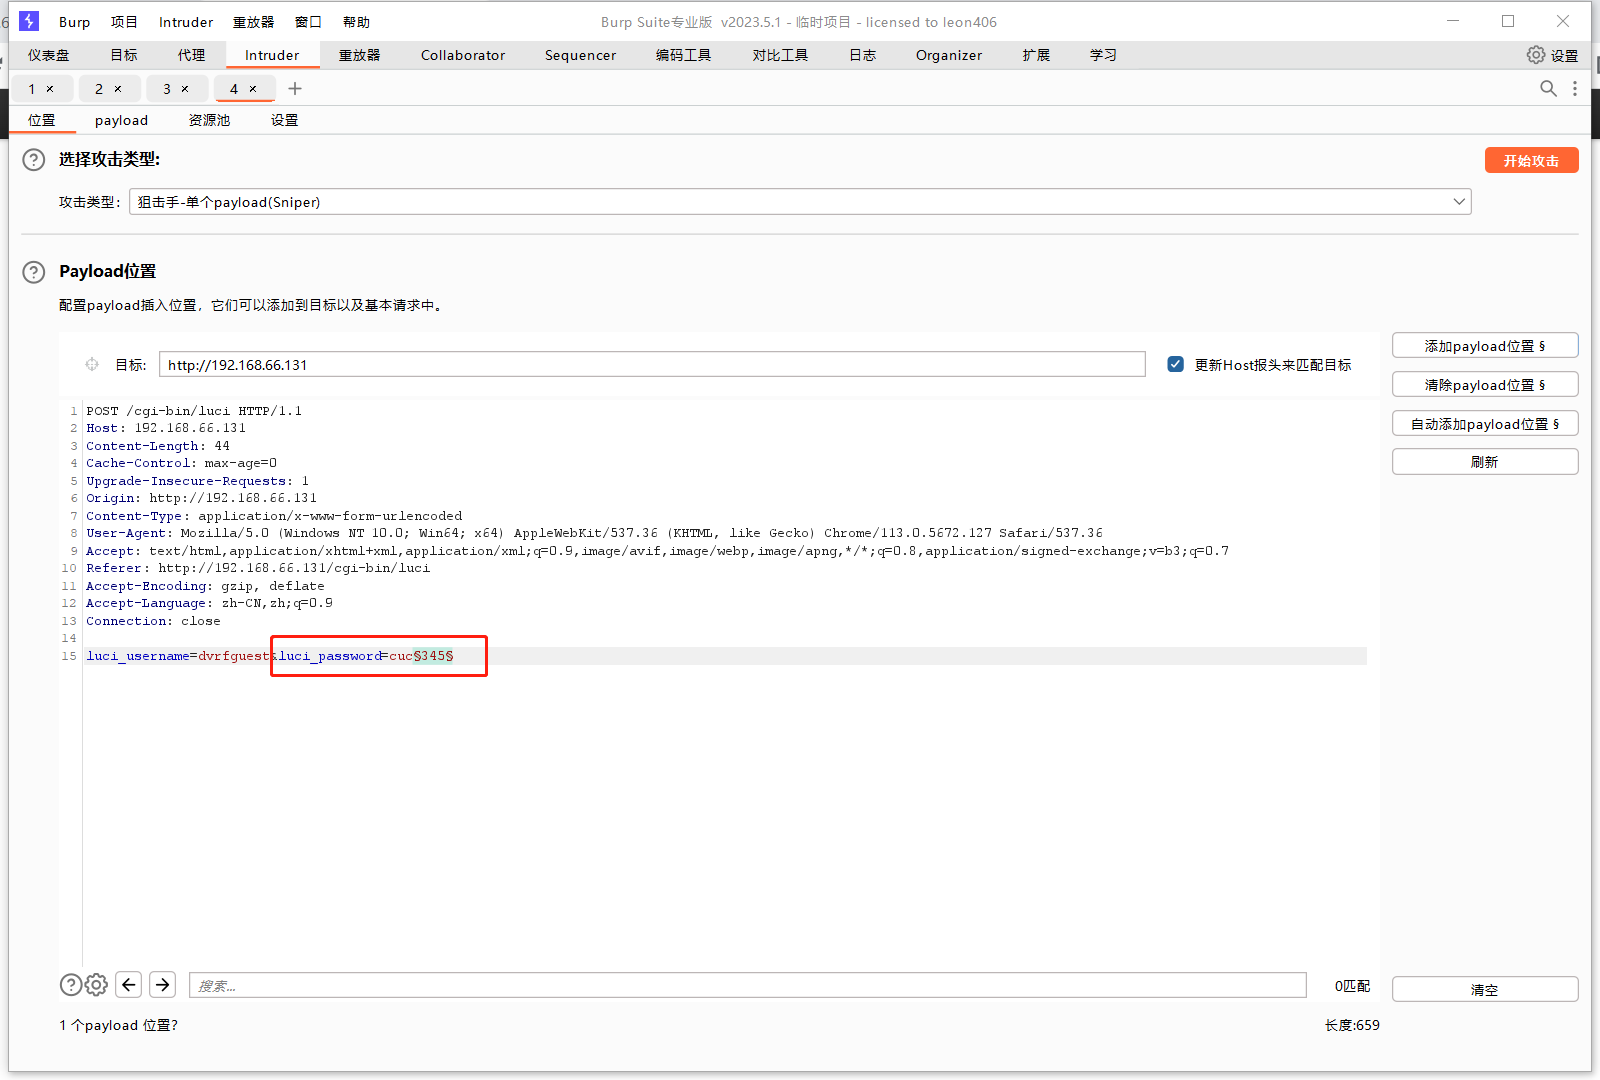 Burp 项目 Intruder 重放器 窗口 帮助 Burp Suite专业版 v2023.5.1 - 临时项目 - licensed to leon406
仪表盘 目标 代理 Intruder 重放器 Collaborator Sequencer 编码工具 对比工具 日志 Organizer 扩展 学习 设置
1 × 2 × 3 × 4 × +
位置 payload 资源池 设置
选择攻击类型: 开始攻击
攻击类型: 狙击手-单个payload(Sniper)
Payload位置
配置payload插入位置，它们可以添加到目标以及基本请求中。
目标: http://192.168.66.131 更新Host报头来匹配目标
添加payload位置 §
清除payload位置 §
自动添加payload位置 §
刷新
1 POST /cgi-bin/luci HTTP/1.1
2 Host: 192.168.66.131
3 Content-Length: 44
4 Cache-Control: max-age=0
5 Upgrade-Insecure-Requests: 1
6 Origin: http://192.168.66.131
7 Content-Type: application/x-www-form-urlencoded
8 User-Agent: Mozilla/5.0 (Windows NT 10.0; Win64; x64) AppleWebKit/537.36 (KHTML, like Gecko) Chrome/113.0.5672.127 Safari/537.36
9 Accept: text/html,application/xhtml+xml,application/xml;q=0.9,image/avif,image/webp,image/apng,*/*;q=0.8,application/signed-exchange;v=b3;q=0.7
10 Referer: http://192.168.66.131/cgi-bin/luci
11 Accept-Encoding: gzip, deflate
12 Accept-Language: zh-CN,zh;q=0.9
13 Connection: close
14
15 luci_username=dvrfguest&luci_password=cuc§345§
搜索... 0匹配 清空
1 个payload 位置? 长度:659